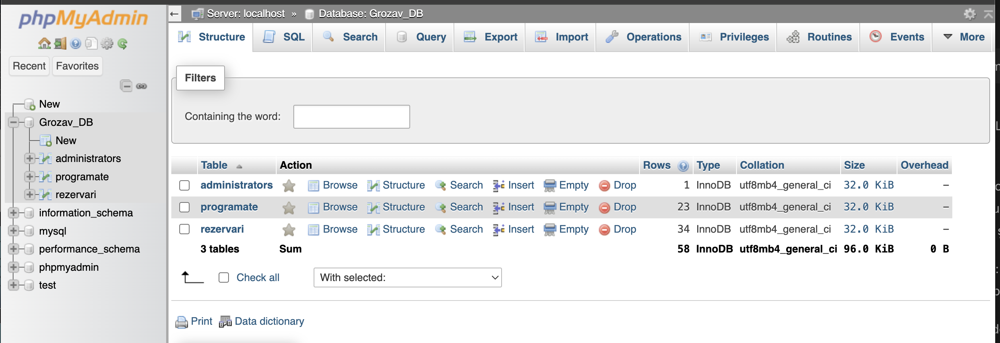 phpMyAdmin
Recent Favorites
New
Grozav_DB
New
administrators
programate
rezervari
information_schema
mysql
performance_schema
phpmyadmin
test
Server: localhost » Database: Grozav_DB
Structure SQL Search Query Export Import Operations Privileges Routines Events More
Filters
Containing the word:
Table Action Rows Type Collation Size Overhead
administrators Browse Structure Search Insert Empty Drop 1 InnoDB utf8mb4_general_ci 32.0 KiB –
programate Browse Structure Search Insert Empty Drop 23 InnoDB utf8mb4_general_ci 32.0 KiB –
rezervari Browse Structure Search Insert Empty Drop 34 InnoDB utf8mb4_general_ci 32.0 KiB –
3 tables Sum 58 InnoDB utf8mb4_general_ci 96.0 KiB 0 B
Check all With selected:
Print Data dictionary